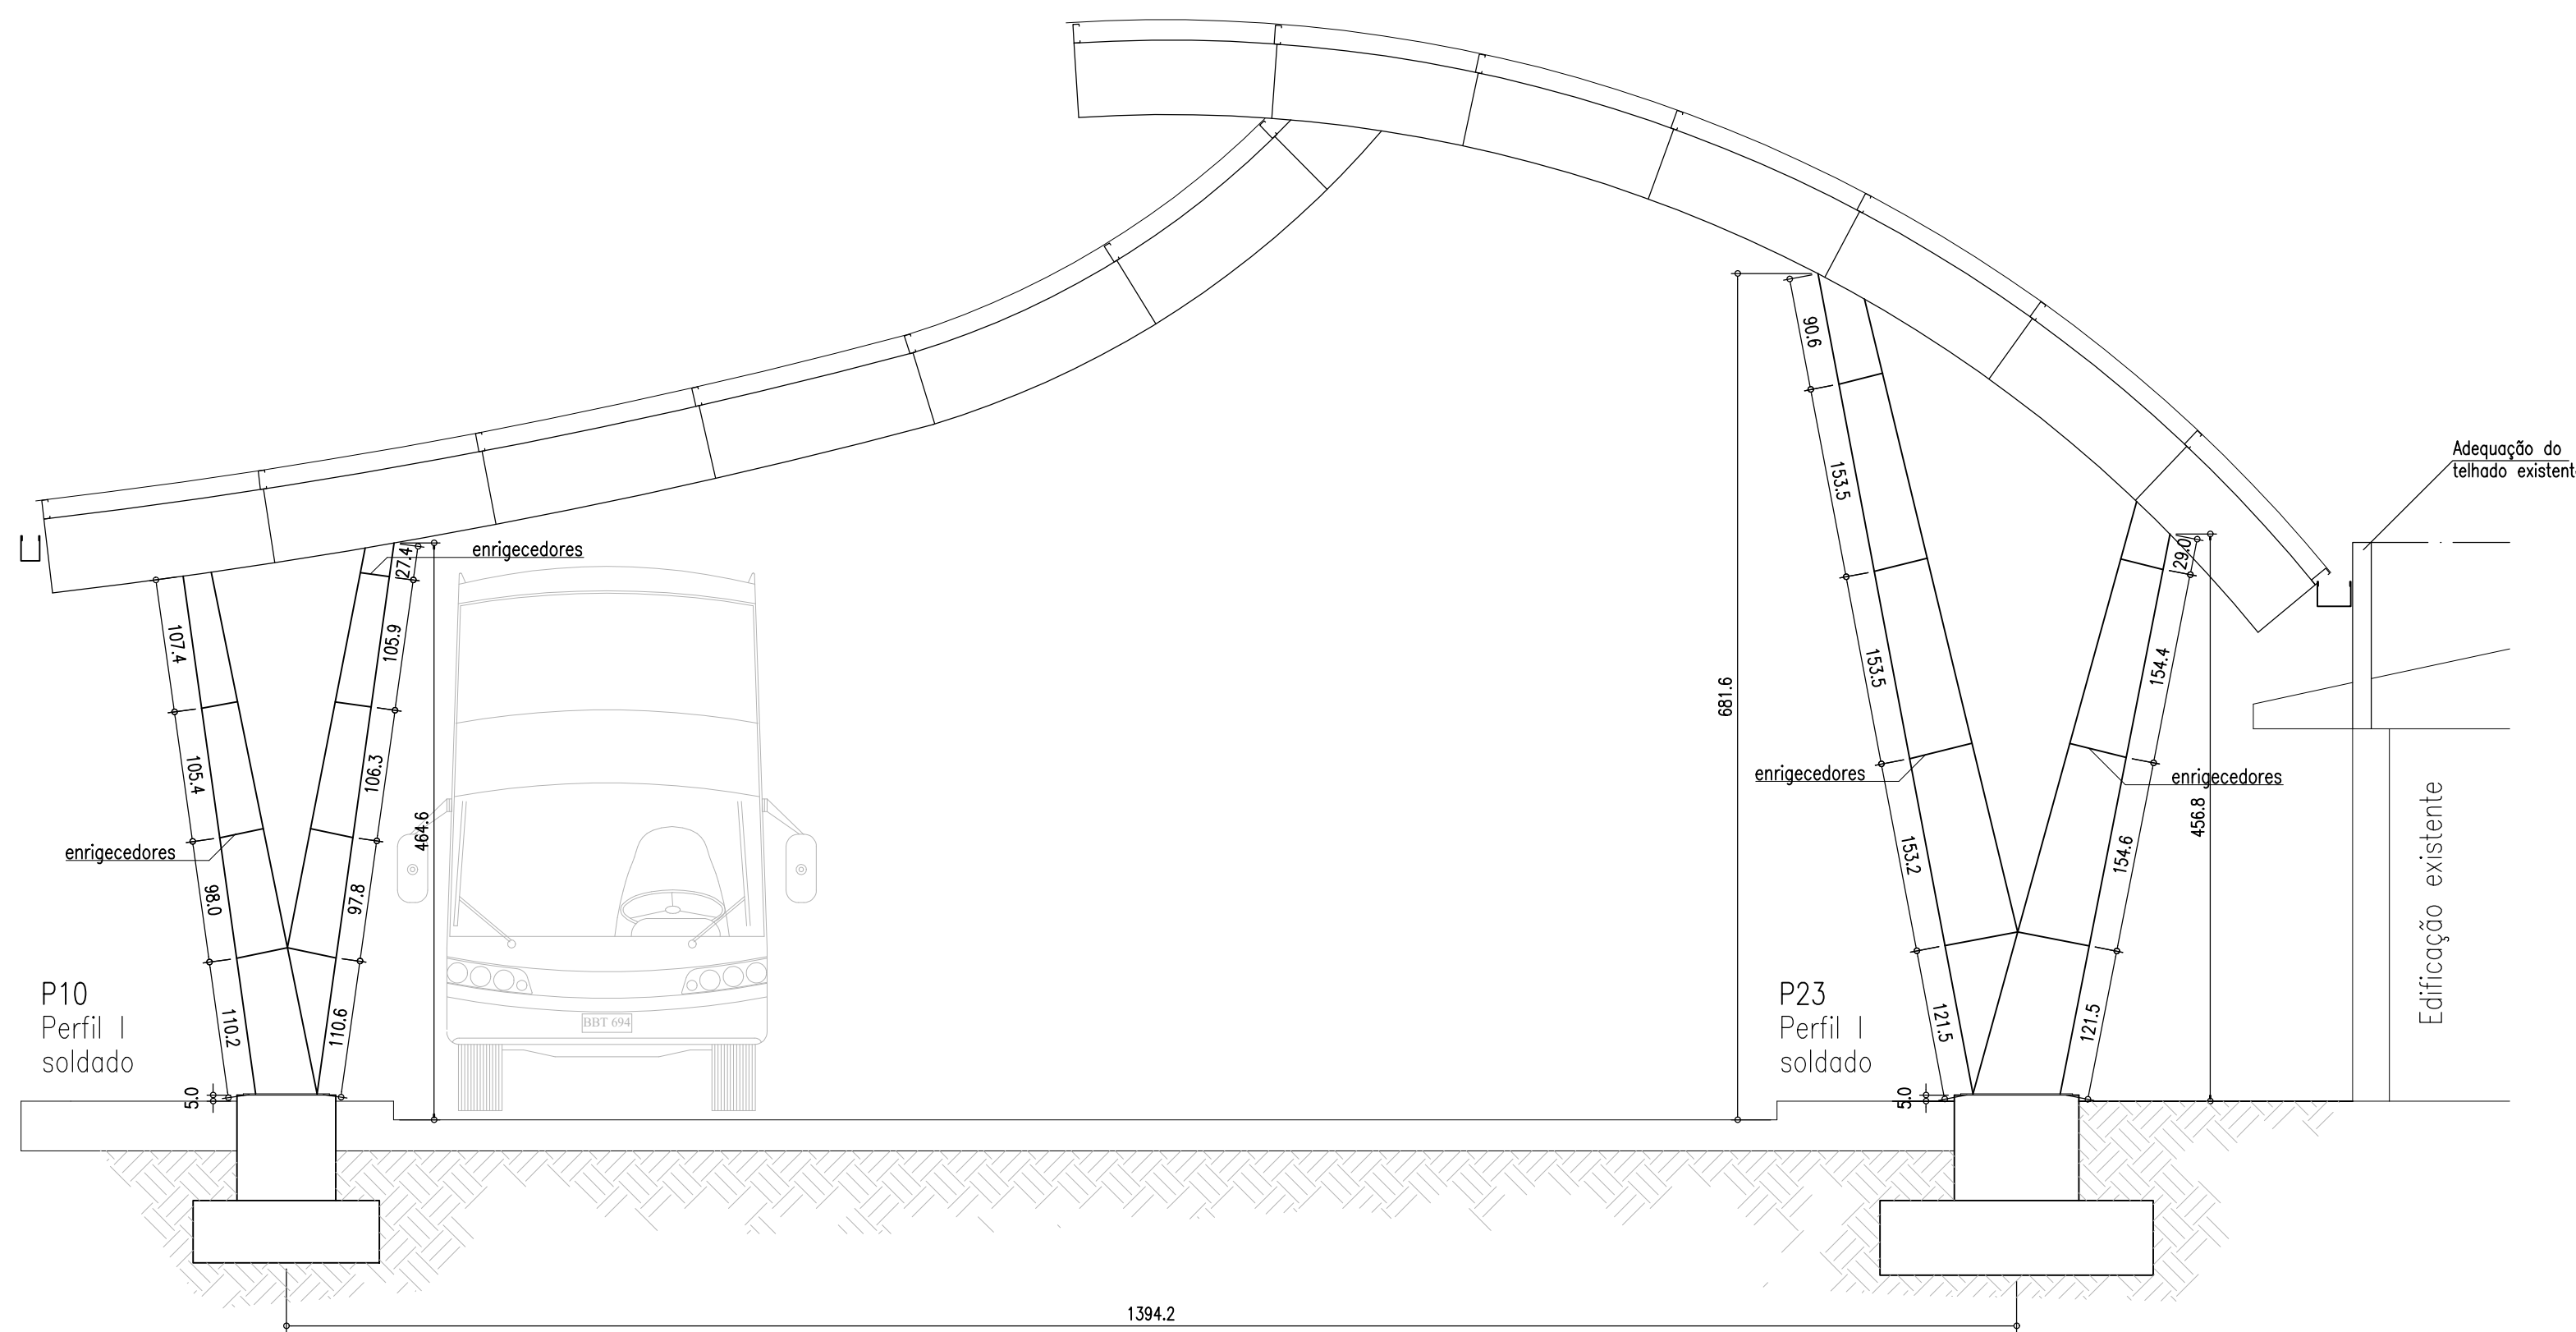 Adequação do
telhado existent
90.6
153.5
153.5
153.2
121.5
681.6
29.0
154.4
154.6
121.5
456.8
enrigecedores
27.4
105.9
106.3
97.8
110.6
464.6
107.4
105.4
98.0
110.2
enrigecedores
enrigecedores
enrigecedores
P10
Perfil I
soldado
BBT 694
P23
Perfil I
soldado
Edificação existente
5.0
5.0
1394.2